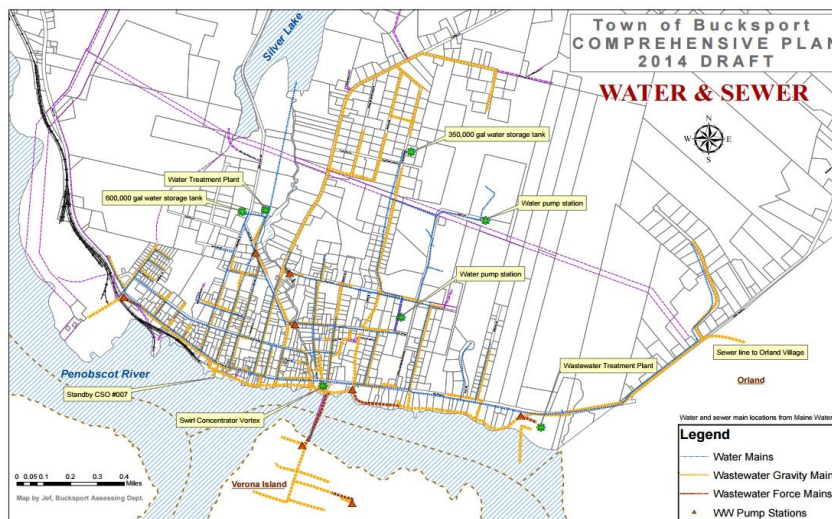 Town of Bucksport
COMPREHENSIVE PLAN
2014 DRAFT
WATER & SEWER
N
W
E
S
Silver Lake
350,000 gal water storage tank
Water Treatment Plant
600,000 gal water storage tank
Water pump station
Water pump station
Penobscot River
Standby CSO #007
Swirl Concentrator Vortex
Wastewater Treatment Plant
Sewer line to Orland Village
Orland
Verona Island
0 0.05 0.1 0.2 0.3 0.4
Miles
Map by Jef, Bucksport Assessing Dept.
Water and sewer main locations from Maine Water
Legend
Water Mains
Wastewater Gravity Main
Wastewater Force Mains
WW Pump Stations